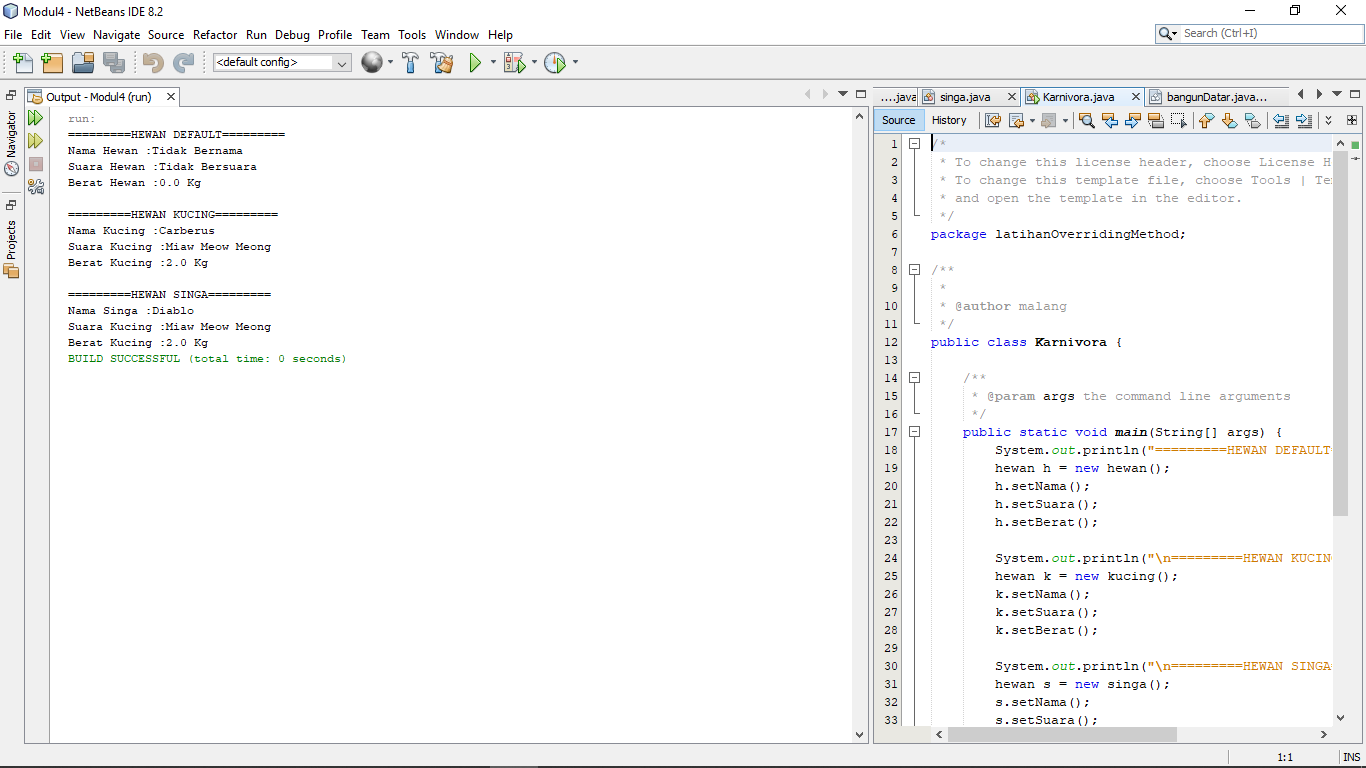 Modul4 - NetBeans IDE 8.2
File Edit View Navigate Source Refactor Run Debug Profile Team Tools Window Help
Search (Ctrl+I)
<default config>
Output - Modul4 (run)
Navigator
Projects
run:
=========HEWAN DEFAULT=========
Nama Hewan :Tidak Bernama
Suara Hewan :Tidak Bersuara
Berat Hewan :0.0 Kg
=========HEWAN KUCING=========
Nama Kucing :Carberus
Suara Kucing :Miaw Meow Meong
Berat Kucing :2.0 Kg
=========HEWAN SINGA=========
Nama Singa :Diablo
Suara Kucing :Miaw Meow Meong
Berat Kucing :2.0 Kg
BUILD SUCCESSFUL (total time: 0 seconds)
....java singa.java Karnivora.java bangunDatar.java...
Source History
1 /*
2 * To change this license header, choose License H
3 * To change this template file, choose Tools | Te
4 * and open the template in the editor.
5 */
6 package latihanOverridingMethod;
7
8 /**
9 *
10 * @author malang
11 */
12 public class Karnivora {
13
14 /**
15 * @param args the command line arguments
16 */
17 public static void main(String[] args) {
18 System.out.println("=========HEWAN DEFAULT
19 hewan h = new hewan();
20 h.setNama();
21 h.setSuara();
22 h.setBerat();
23
24 System.out.println("\n=========HEWAN KUCIN
25 hewan k = new kucing();
26 k.setNama();
27 k.setSuara();
28 k.setBerat();
29
30 System.out.println("\n=========HEWAN SINGA
31 hewan s = new singa();
32 s.setNama();
33 s.setSuara();
1:1 INS